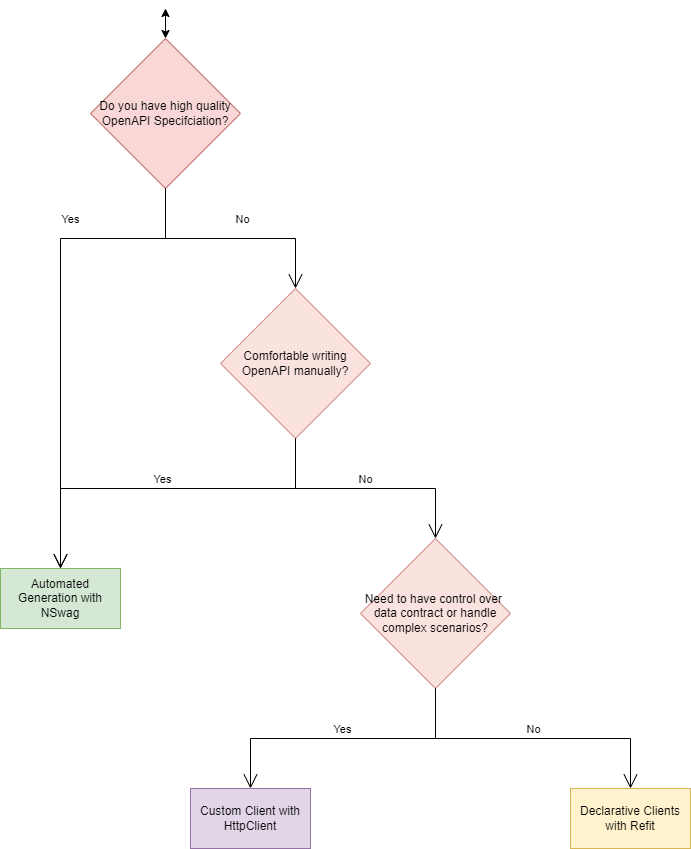 Do you have high quality
OpenAPI Specifciation?
Yes
No
Comfortable writing
OpenAPI manually?
Yes
No
Automated
Generation with
NSwag
Need to have control over
data contract or handle
complex scenarios?
Yes
No
Custom Client with
HttpClient
Declarative Clients
with Refit